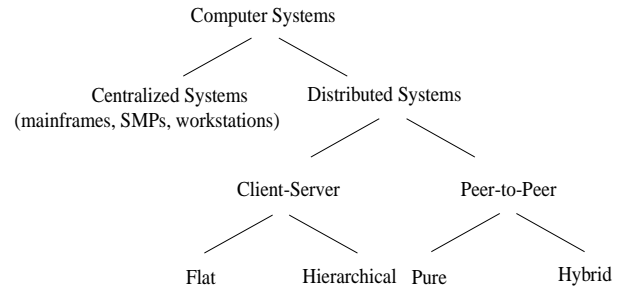 Computer Systems
Centralized Systems
(mainframes, SMPs, workstations)
Distributed Systems
Client-Server
Peer-to-Peer
Flat
Hierarchical
Pure
Hybrid